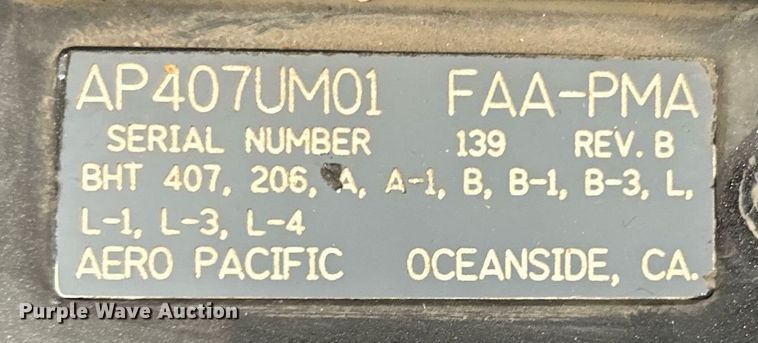 AP407UM01 FAA-PMA
SERIAL NUMBER 139 REV. B
BHT 407, 206, A, A-1, B, B-1, B-3, L,
L-1, L-3, L-4
AERO PACIFIC OCEANSIDE, CA.
Purple Wave Auction